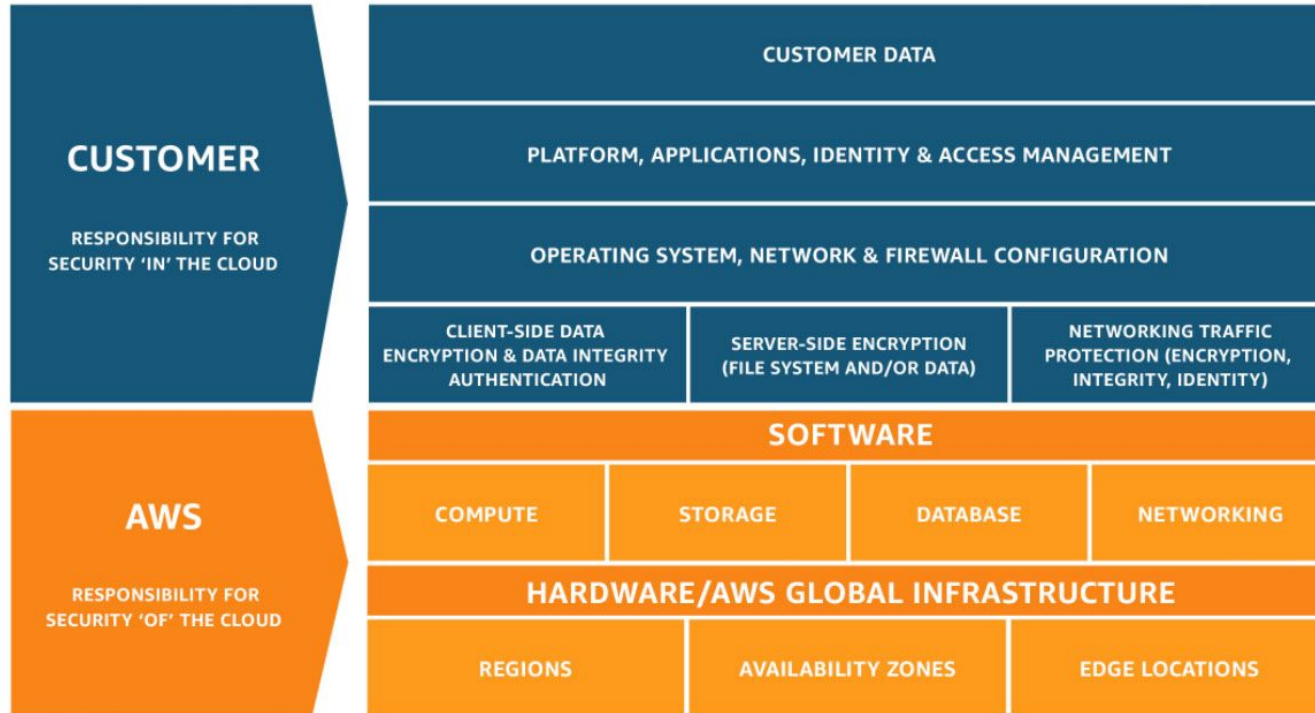 CUSTOMER
RESPONSIBILITY FOR
SECURITY ‘IN’ THE CLOUD
CUSTOMER DATA
PLATFORM, APPLICATIONS, IDENTITY & ACCESS MANAGEMENT
OPERATING SYSTEM, NETWORK & FIREWALL CONFIGURATION
CLIENT-SIDE DATA
ENCRYPTION & DATA INTEGRITY
AUTHENTICATION
SERVER-SIDE ENCRYPTION
(FILE SYSTEM AND/OR DATA)
NETWORKING TRAFFIC
PROTECTION (ENCRYPTION,
INTEGRITY, IDENTITY)
AWS
RESPONSIBILITY FOR
SECURITY ‘OF’ THE CLOUD
SOFTWARE
COMPUTE
STORAGE
DATABASE
NETWORKING
HARDWARE/AWS GLOBAL INFRASTRUCTURE
REGIONS
AVAILABILITY ZONES
EDGE LOCATIONS